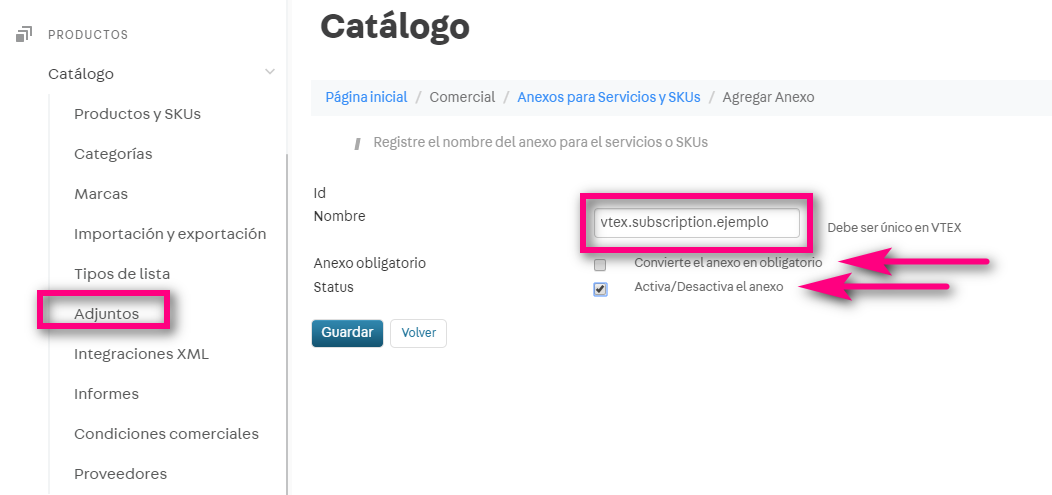 PRODUCTOS
Catálogo
Productos y SKUs
Categorías
Marcas
Importación y exportación
Tipos de lista
Adjuntos
Integraciones XML
Informes
Condiciones comerciales
Proveedores
Catálogo
Página inicial / Comercial / Anexos para Servicios y SKUs / Agregar Anexo
Registre el nombre del anexo para el servicios o SKUs
Id
Nombre vtex.subscription.ejemplo Debe ser único en VTEX
Anexo obligatorio Convierte el anexo en obligatorio
Status Activa/Desactiva el anexo
Guardar Volver